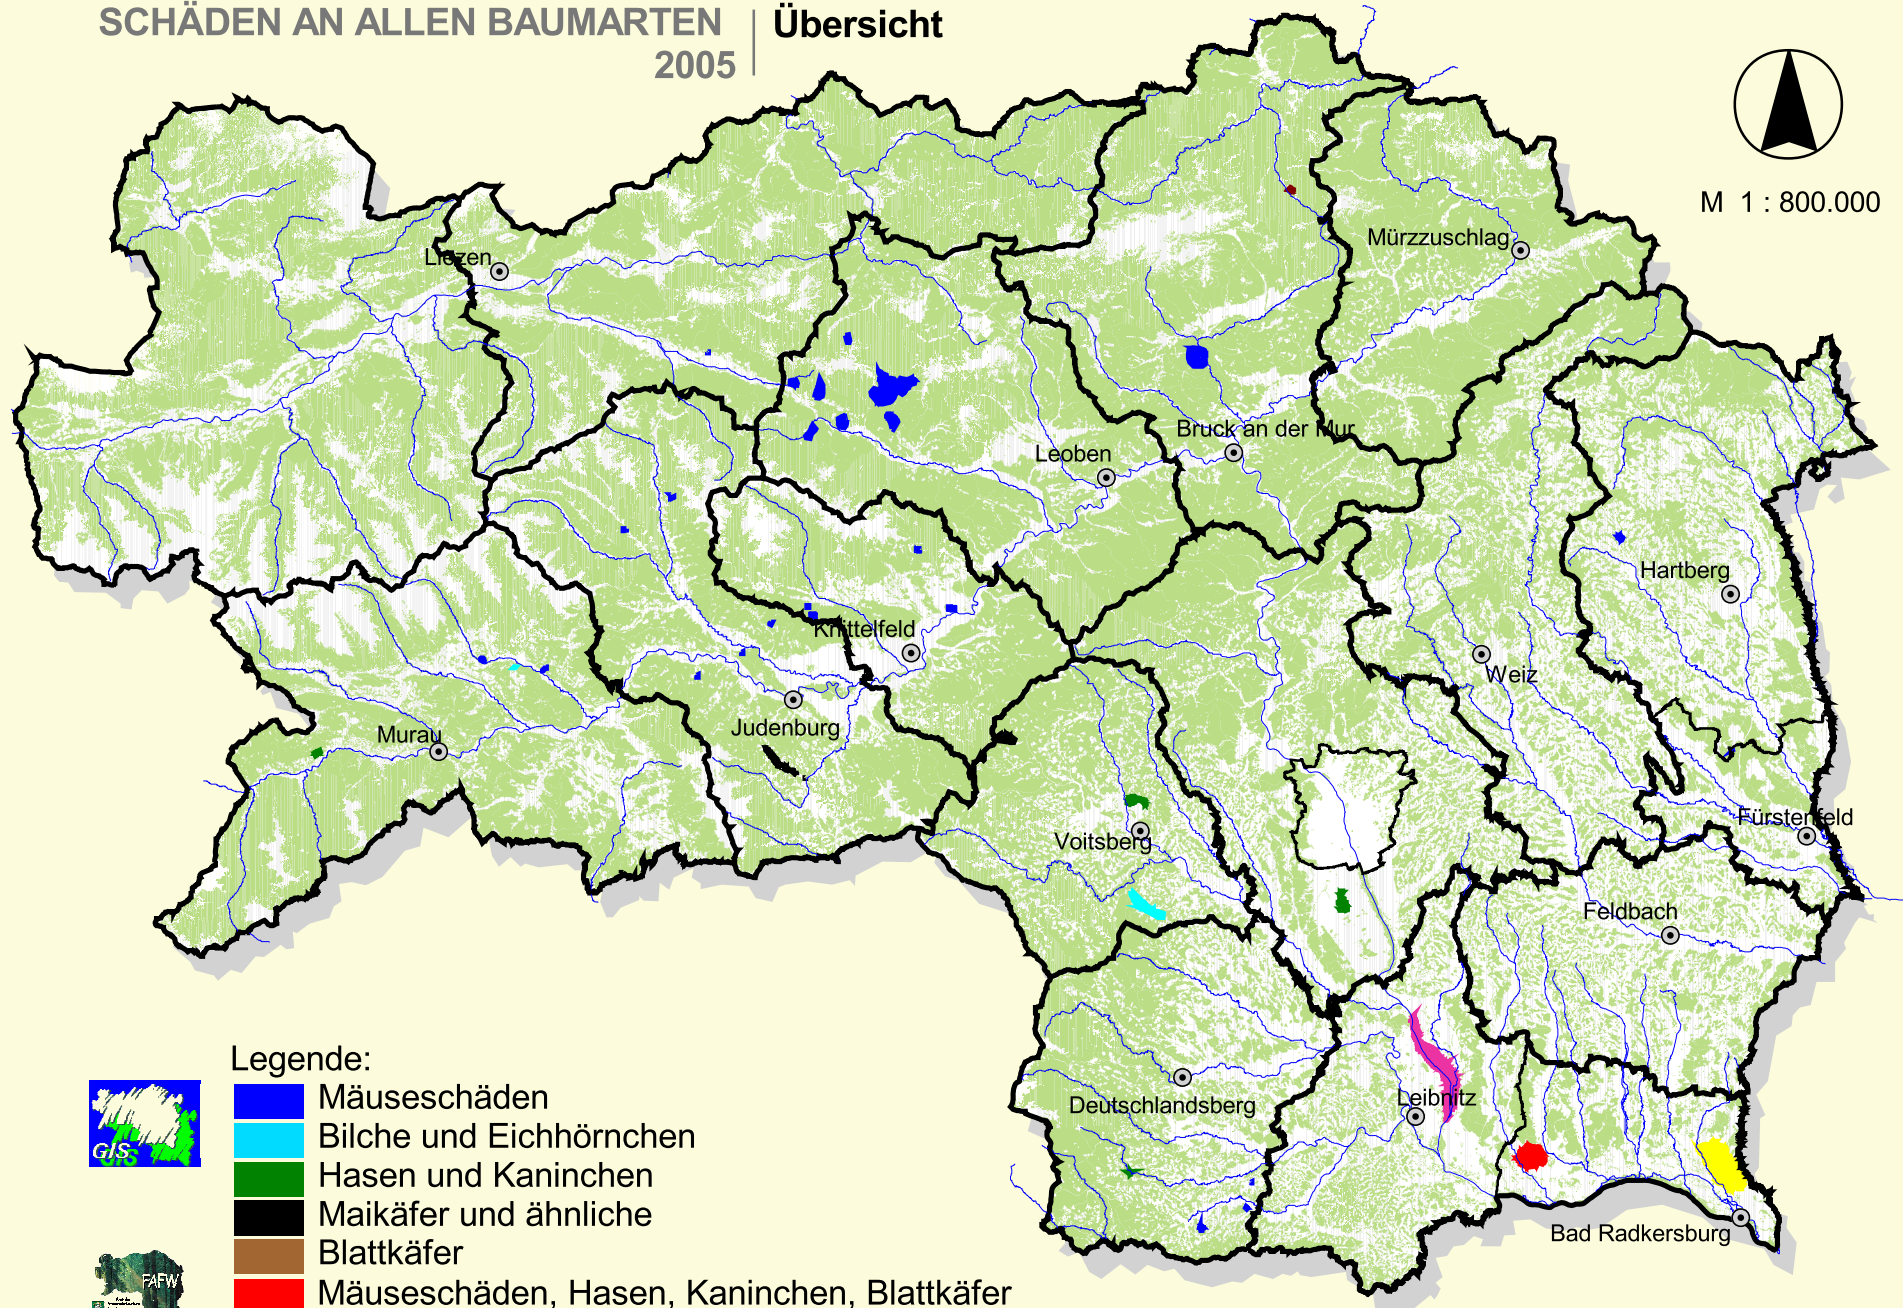 SCHÄDEN AN ALLEN BAUMARTEN
2005
Übersicht
M 1 : 800.000
Liezen
Mürzzuschlag
Bruck an der Mur
Leoben
Hartberg
Knittelfeld
Weiz
Judenburg
Murau
Voitsberg
Fürstenfeld
Feldbach
Leibnitz
Deutschlandsberg
Bad Radkersburg
Legende:
Mäuseschäden
Bilche und Eichhörnchen
Hasen und Kaninchen
Maikäfer und ähnliche
Blattkäfer
Mäuseschäden, Hasen, Kaninchen, Blattkäfer
GIS
FAFW